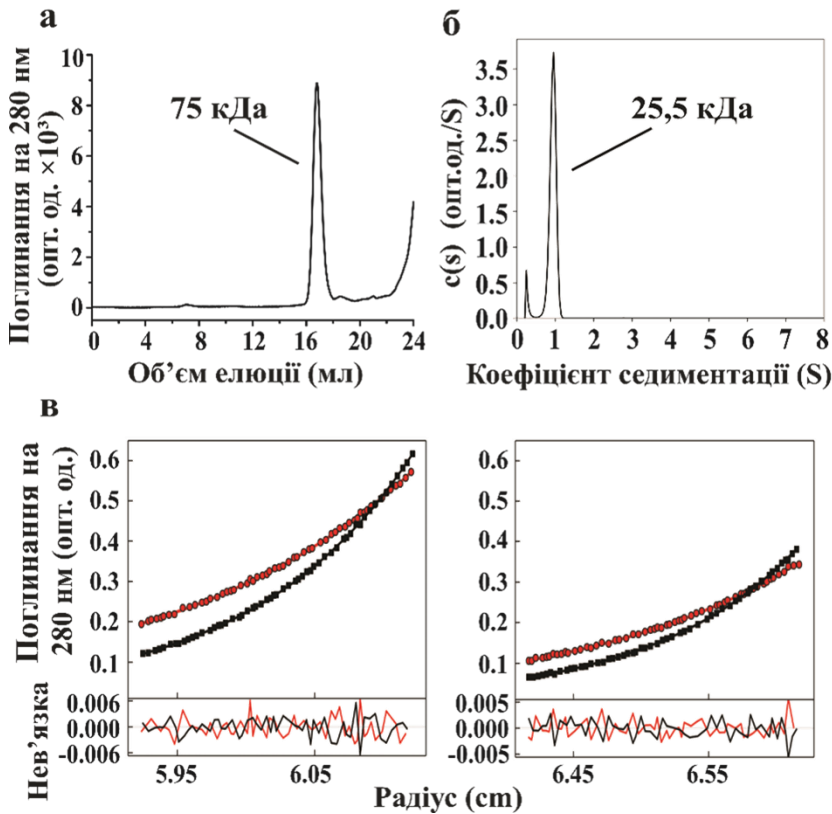 а
Поглинання на 280 нм
(опт. од. ×10³)
10
8
6
4
2
0
75 кДа
0 4 8 12 16 20 24
Об’єм елюції (мл)
б
c(s) (опт.од./S)
3.5
3.0
2.5
2.0
1.5
1.0
0.5
0.0
25,5 кДа
0 1 2 3 4 5 6 7 8
Коефіцієнт седиментації (S)
в
Поглинання на
280 нм (опт. од.)
0.6
0.5
0.4
0.3
0.2
0.1
Нев’язка
0.006
0.000
-0.006
5.95 6.05
0.6
0.5
0.4
0.3
0.2
0.1
0.005
0.000
-0.005
6.45 6.55
Радіус (cm)